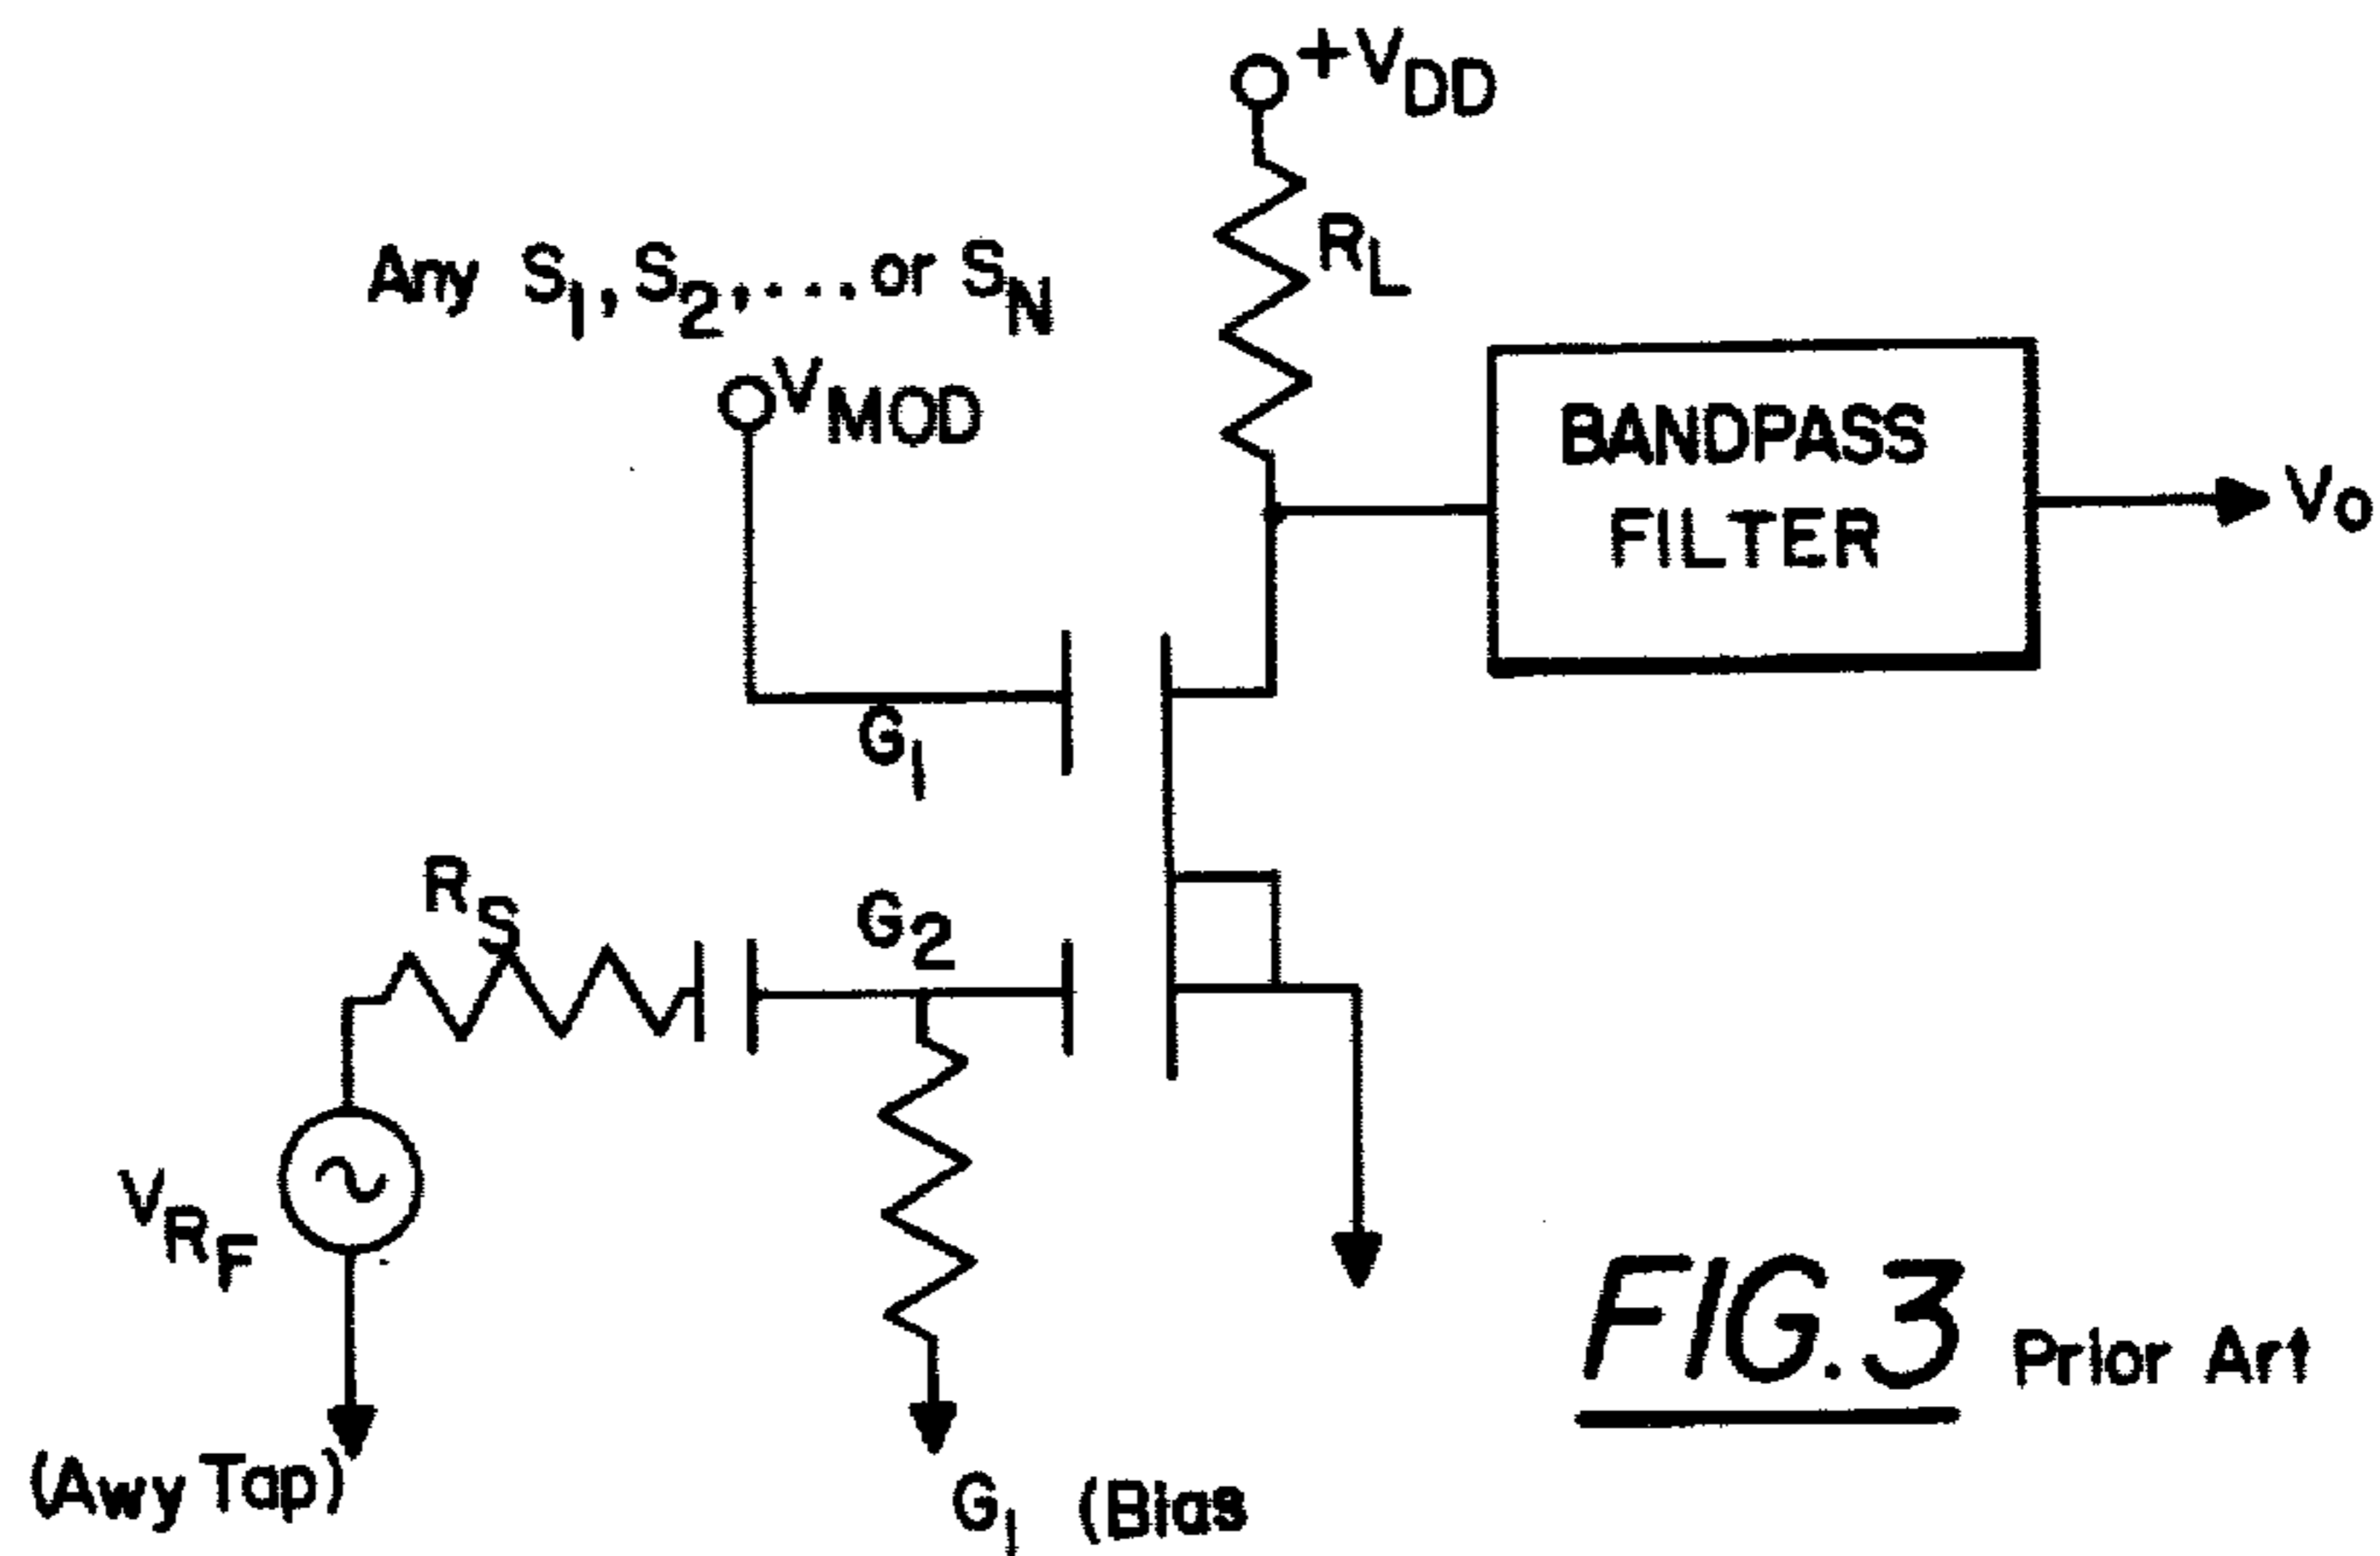 +VDD
RL
Any S1, S2, ... or SN
VMOD
BANDPASS
FILTER
VO
G1
RS
G2
VRF
(Awy Tap)
G1 (Bias
FIG. 3 Prior Art